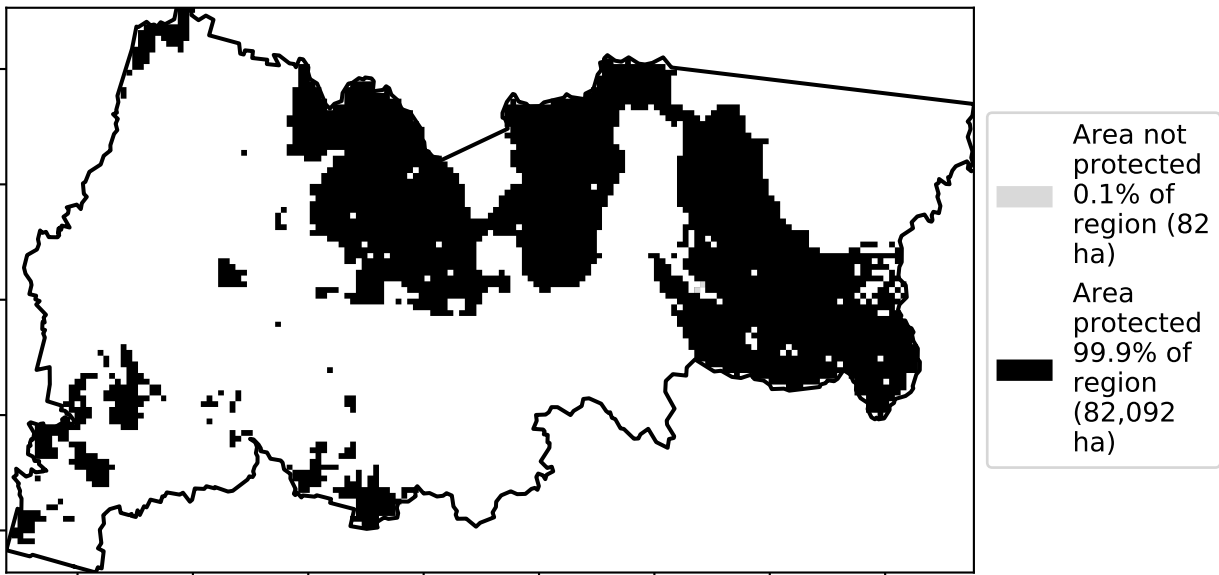 Area not
protected
0.1% of
region (82
ha)
Area
protected
99.9% of
region
(82,092
ha)